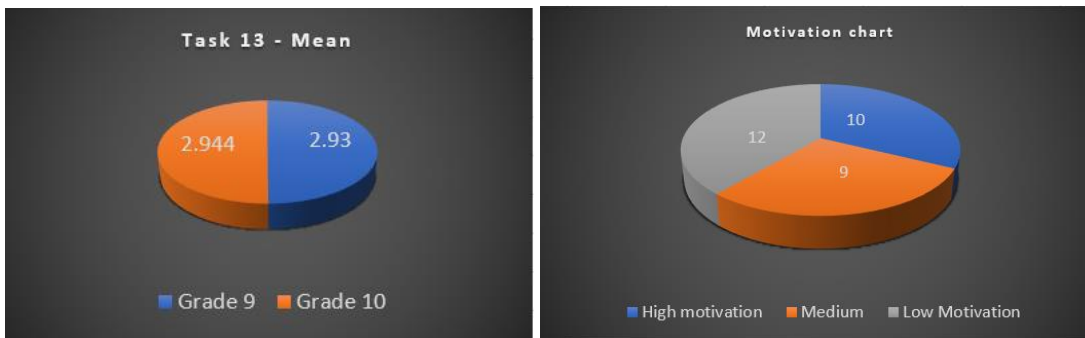 Task 13 - Mean
2.944
2.93
Grade 9
Grade 10
Motivation chart
10
12
9
High motivation
Medium
Low Motivation